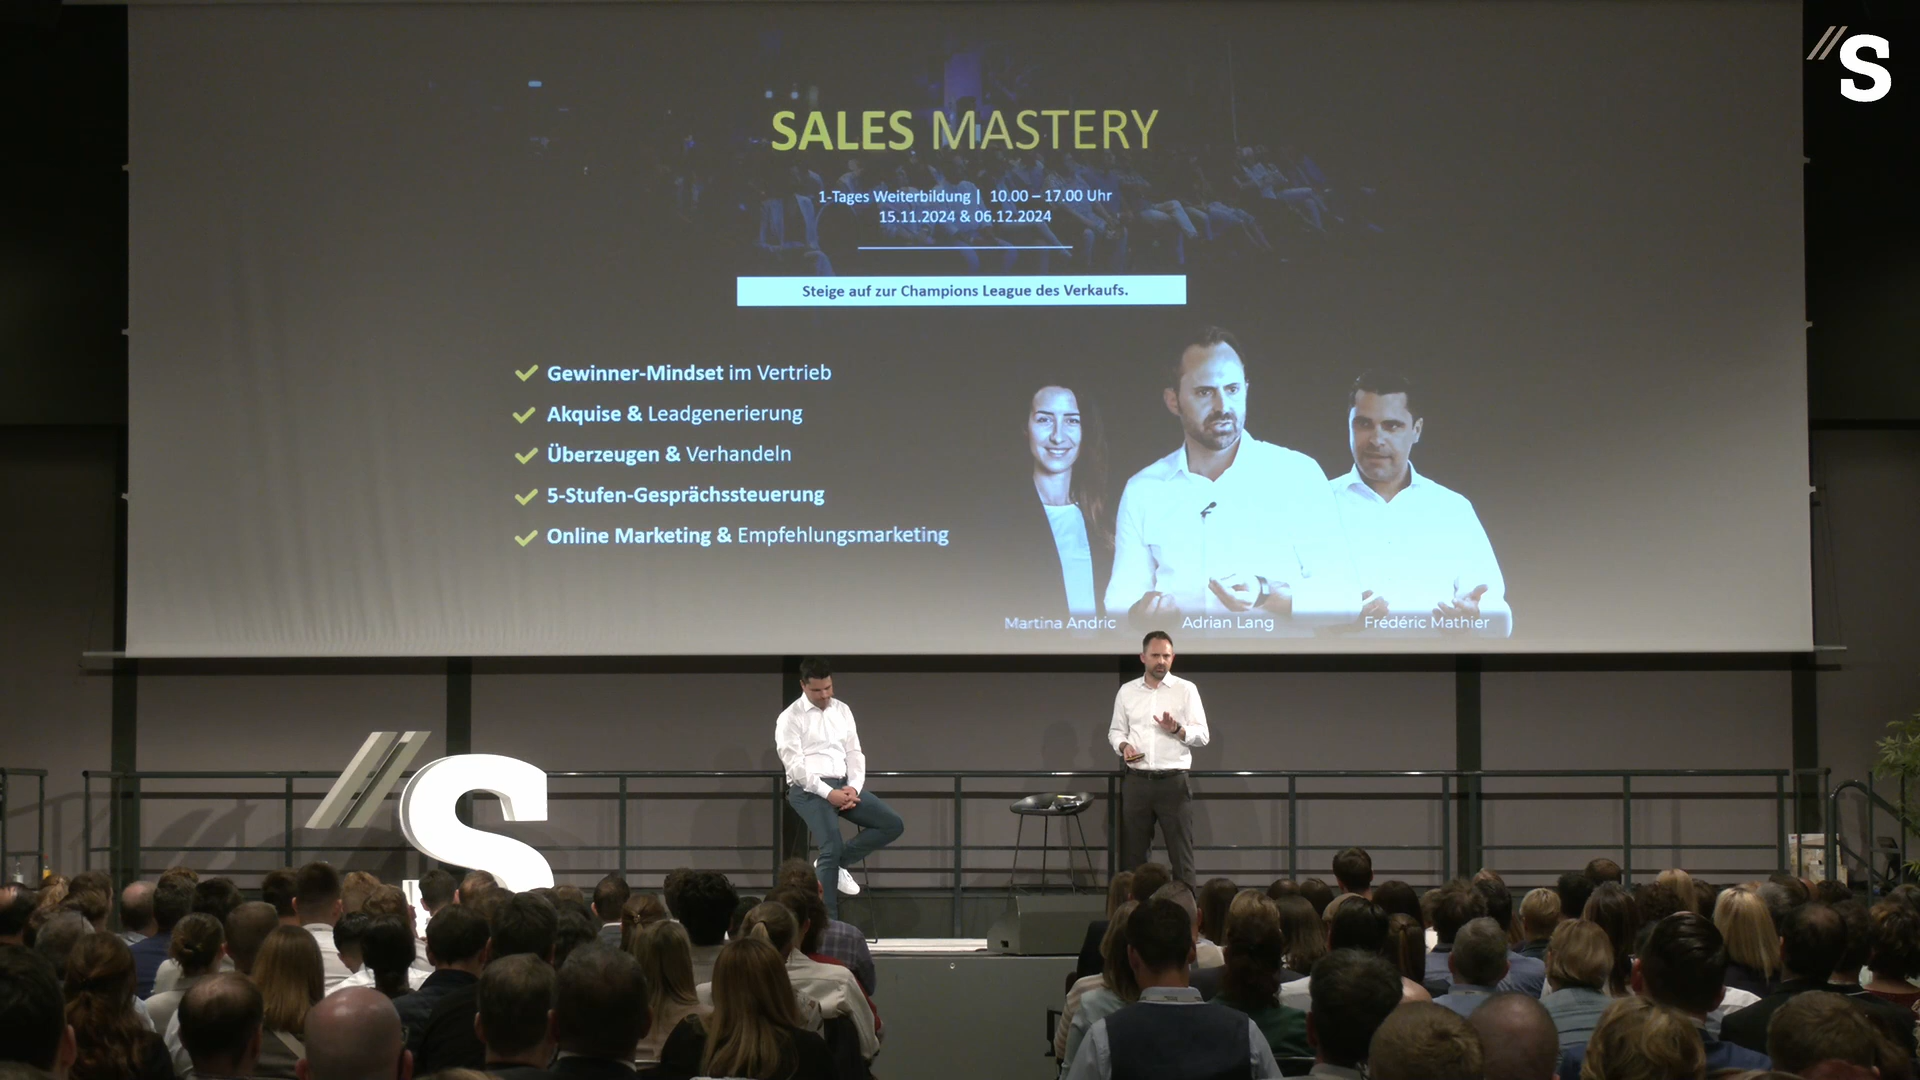 //S
SALES MASTERY
1-Tages Weiterbildung | 10.00 – 17.00 Uhr
15.11.2024 & 06.12.2024
Steige auf zur Champions League des Verkaufs.
Gewinner-Mindset im Vertrieb
Akquise & Leadgenerierung
Überzeugen & Verhandeln
5-Stufen-Gesprächssteuerung
Online Marketing & Empfehlungsmarketing
Martina Andric
Adrian Lang
Frédéric Mathier
//S